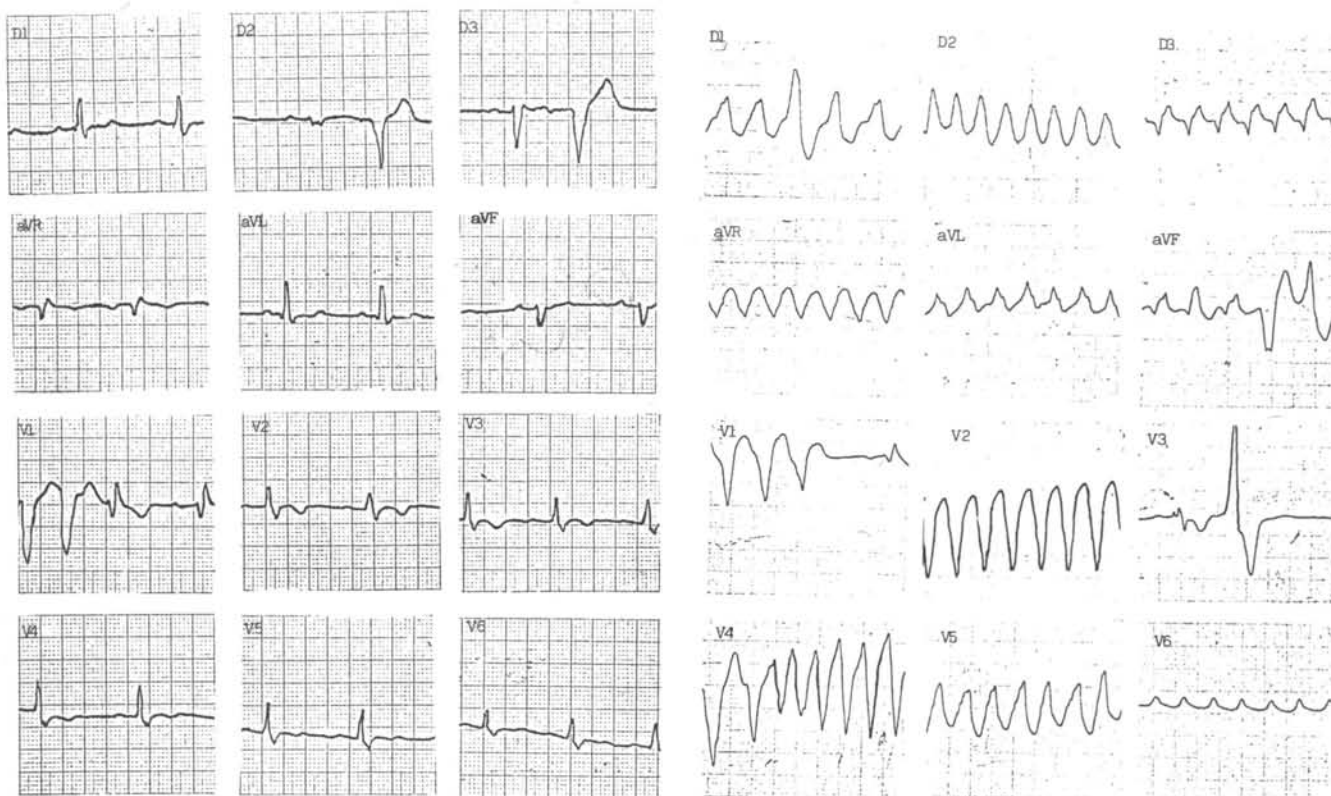 D1 D2 D3
aVR aVL aVF
V1 V2 V3
V4 V5 V6
D1 D2 D3.
aVR aVL aVF
V1 V2 V3
V4 V5 V6